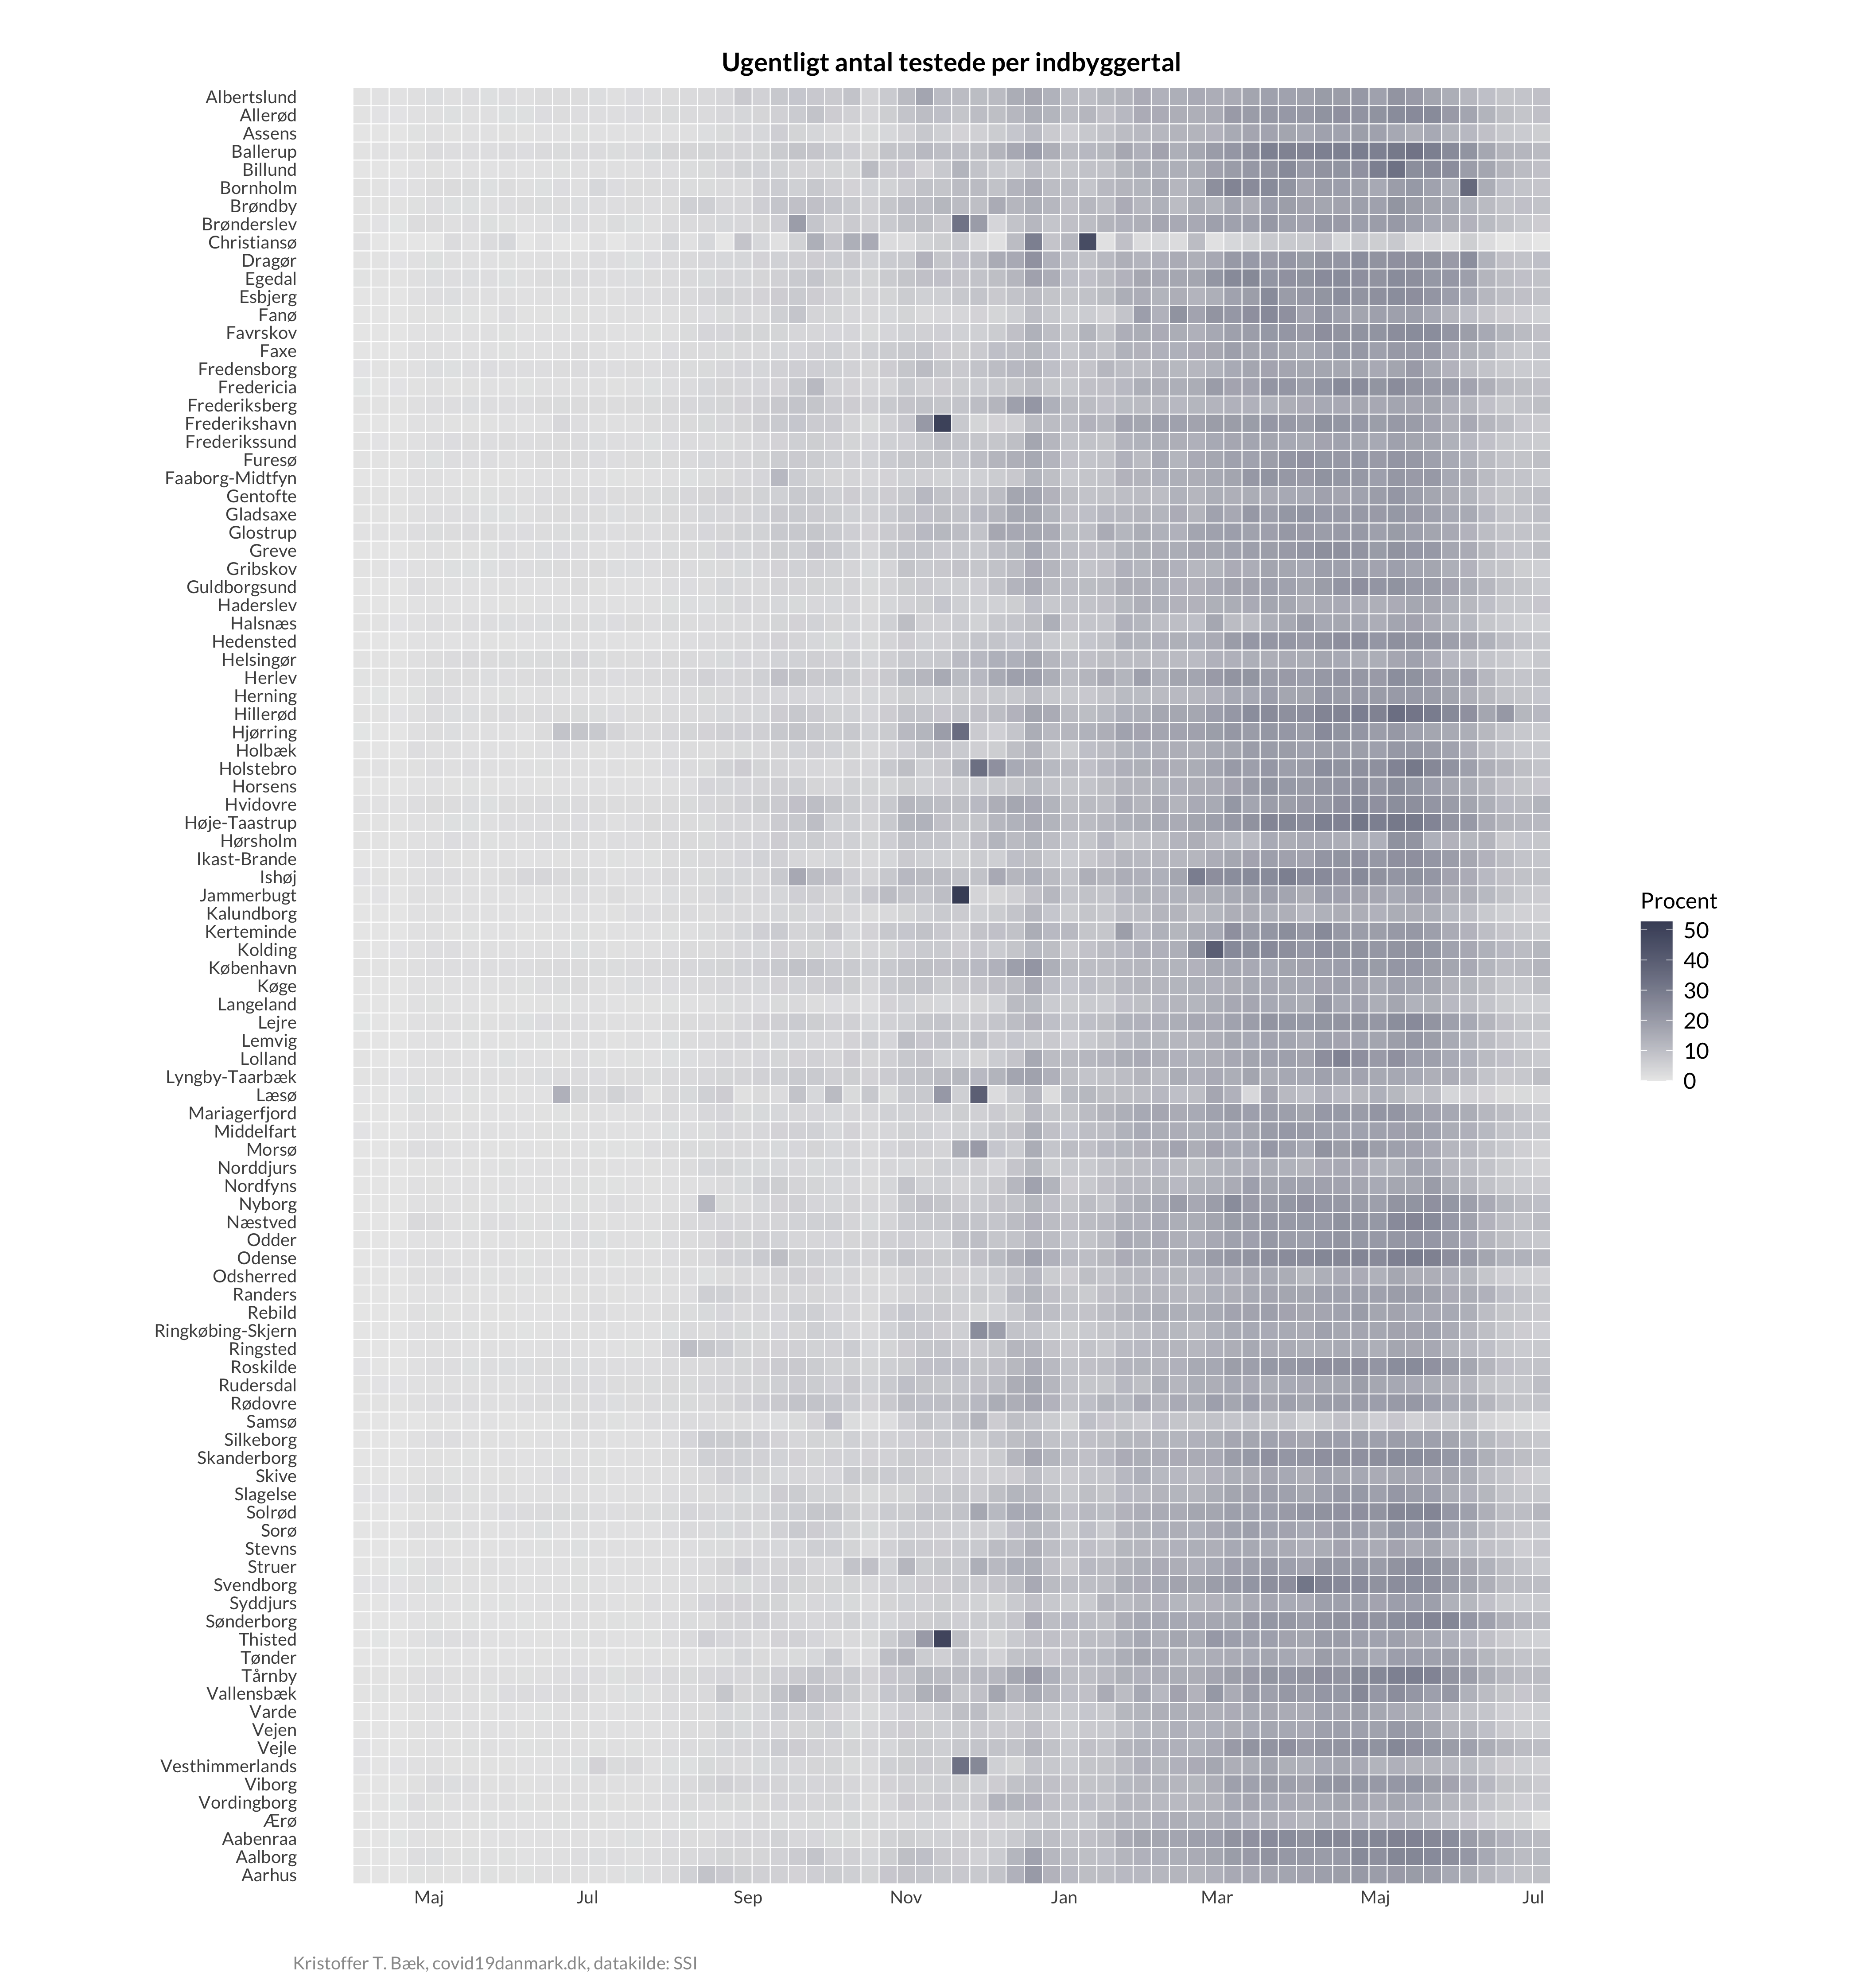 Ugentligt antal testede per indbyggertal
Albertslund
Allerød
Assens
Ballerup
Billund
Bornholm
Brøndby
Brønderslev
Christiansø
Dragør
Egedal
Esbjerg
Fanø
Favrskov
Faxe
Fredensborg
Fredericia
Frederiksberg
Frederikshavn
Frederikssund
Furesø
Faaborg-Midtfyn
Gentofte
Gladsaxe
Glostrup
Greve
Gribskov
Guldborgsund
Haderslev
Halsnæs
Hedensted
Helsingør
Herlev
Herning
Hillerød
Hjørring
Holbæk
Holstebro
Horsens
Hvidovre
Høje-Taastrup
Hørsholm
Ikast-Brande
Ishøj
Jammerbugt
Kalundborg
Kerteminde
Kolding
København
Køge
Langeland
Lejre
Lemvig
Lolland
Lyngby-Taarbæk
Læsø
Mariagerfjord
Middelfart
Morsø
Norddjurs
Nordfyns
Nyborg
Næstved
Odder
Odense
Odsherred
Randers
Rebild
Ringkøbing-Skjern
Ringsted
Roskilde
Rudersdal
Rødovre
Samsø
Silkeborg
Skanderborg
Skive
Slagelse
Solrød
Sorø
Stevns
Struer
Svendborg
Syddjurs
Sønderborg
Thisted
Tønder
Tårnby
Vallensbæk
Varde
Vejen
Vejle
Vesthimmerlands
Viborg
Vordingborg
Ærø
Aabenraa
Aalborg
Aarhus
Maj Jul Sep Nov Jan Mar Maj Jul
Procent
50
40
30
20
10
0
Kristoffer T. Bæk, covid19danmark.dk, datakilde: SSI